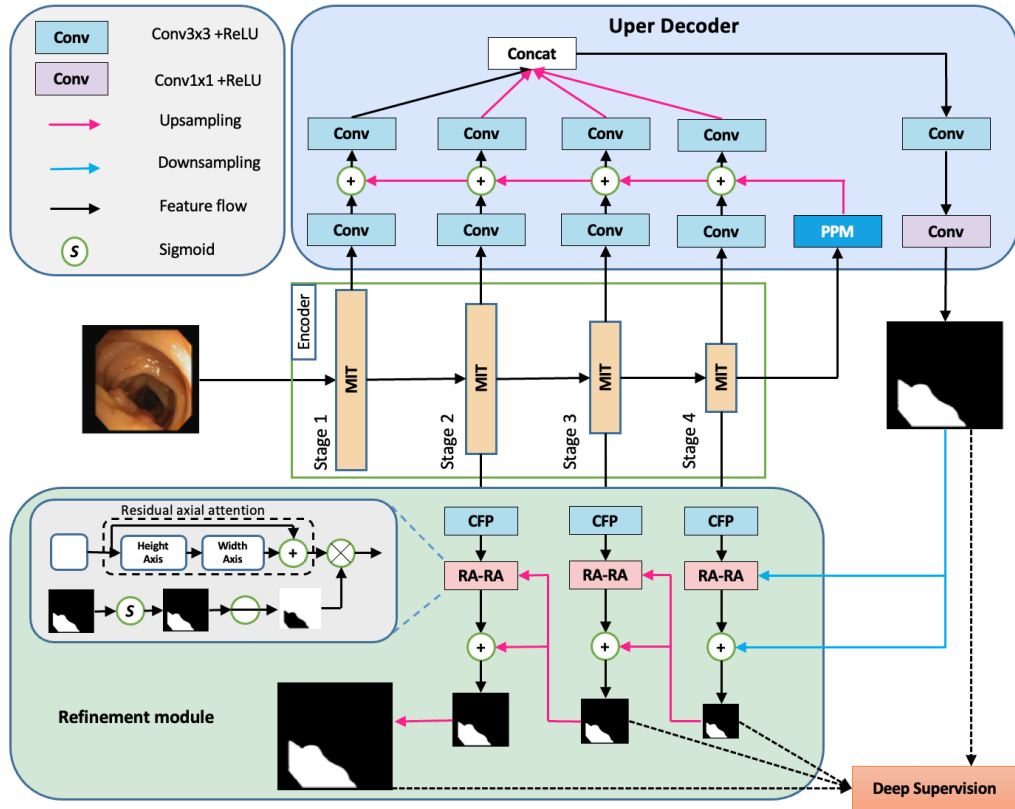 Conv
Conv3x3 +ReLU
Conv
Conv1x1 +ReLU
Upsampling
Downsampling
Feature flow
S
Sigmoid
Uper Decoder
Concat
Conv
Conv
Conv
Conv
Conv
+
+
+
+
Conv
Conv
Conv
Conv
PPM
Conv
Encoder
MIT
MIT
MIT
MIT
Stage 1
Stage 2
Stage 3
Stage 4
Residual axial attention
Height
Axis
Width
Axis
+
S
CFP
CFP
CFP
RA-RA
RA-RA
RA-RA
+
+
+
Refinement module
Deep Supervision